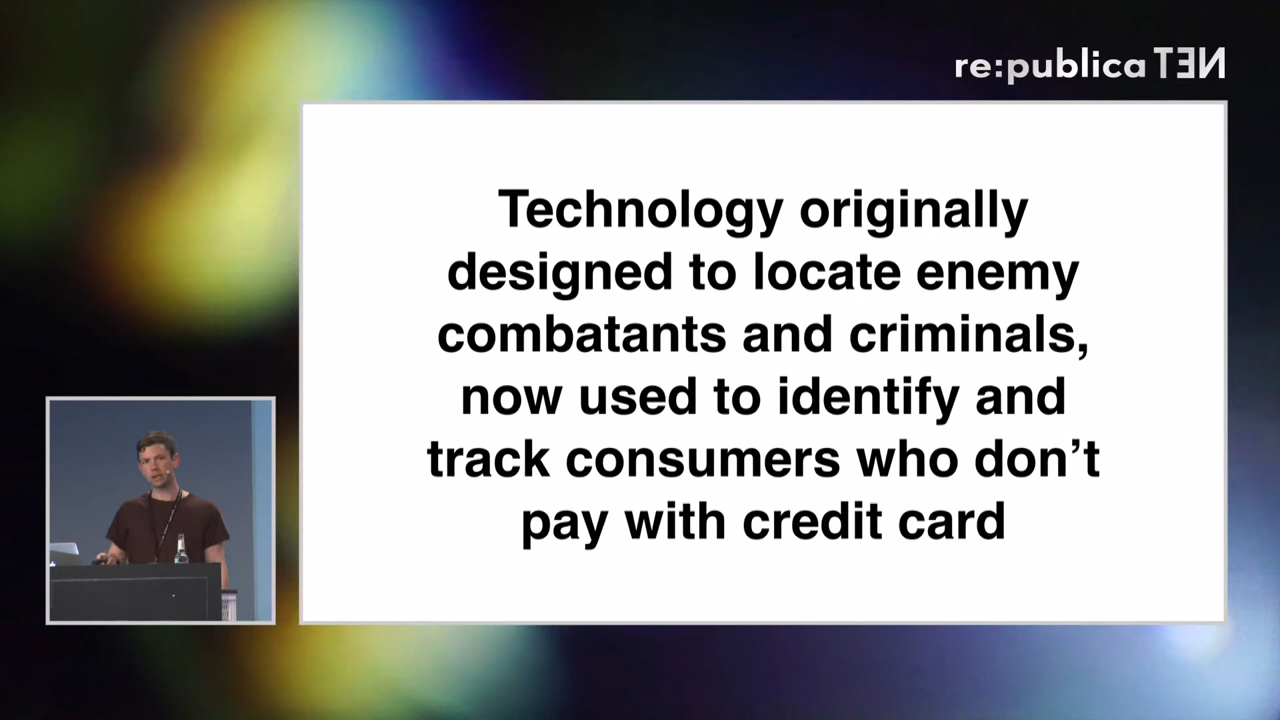 re:publica TEN
Technology originally
designed to locate enemy
combatants and criminals,
now used to identify and
track consumers who don’t
pay with credit card